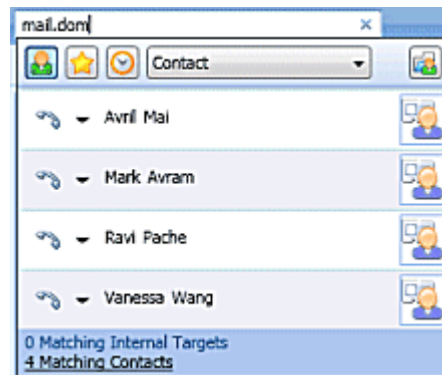 mail.dom
Contact
Avril Mai
Mark Avram
Ravi Pache
Vanessa Wang
0 Matching Internal Targets
4 Matching Contacts